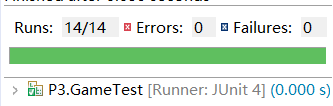 Runs: 14/14 Errors: 0 Failures: 0
P3.GameTest [Runner: JUnit 4] (0.000 s)